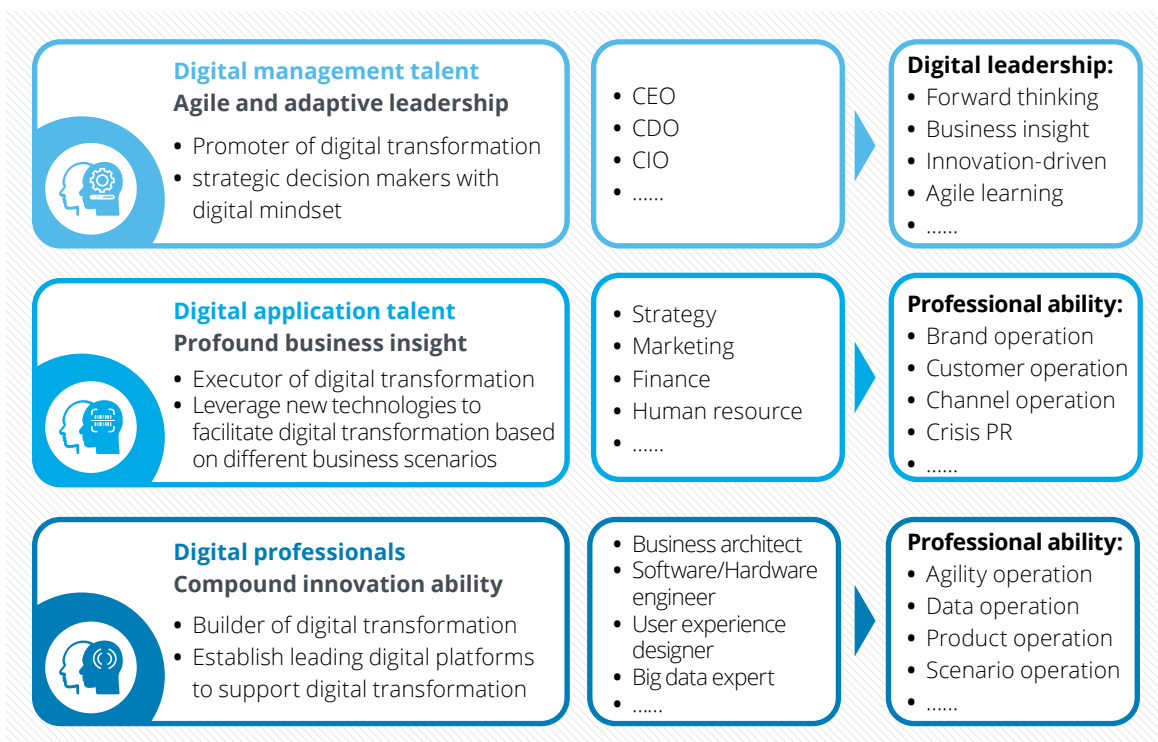 Digital management talent
Agile and adaptive leadership
• Promoter of digital transformation
• strategic decision makers with
digital mindset
• CEO
• CDO
• CIO
• ......
Digital leadership:
• Forward thinking
• Business insight
• Innovation-driven
• Agile learning
• ......
Digital application talent
Profound business insight
• Executor of digital transformation
• Leverage new technologies to
facilitate digital transformation based
on different business scenarios
• Strategy
• Marketing
• Finance
• Human resource
• ......
Professional ability:
• Brand operation
• Customer operation
• Channel operation
• Crisis PR
• ......
Digital professionals
Compound innovation ability
• Builder of digital transformation
• Establish leading digital platforms
to support digital transformation
• Business architect
• Software/Hardware
engineer
• User experience
designer
• Big data expert
• ......
Professional ability:
• Agility operation
• Data operation
• Product operation
• Scenario operation
• ......